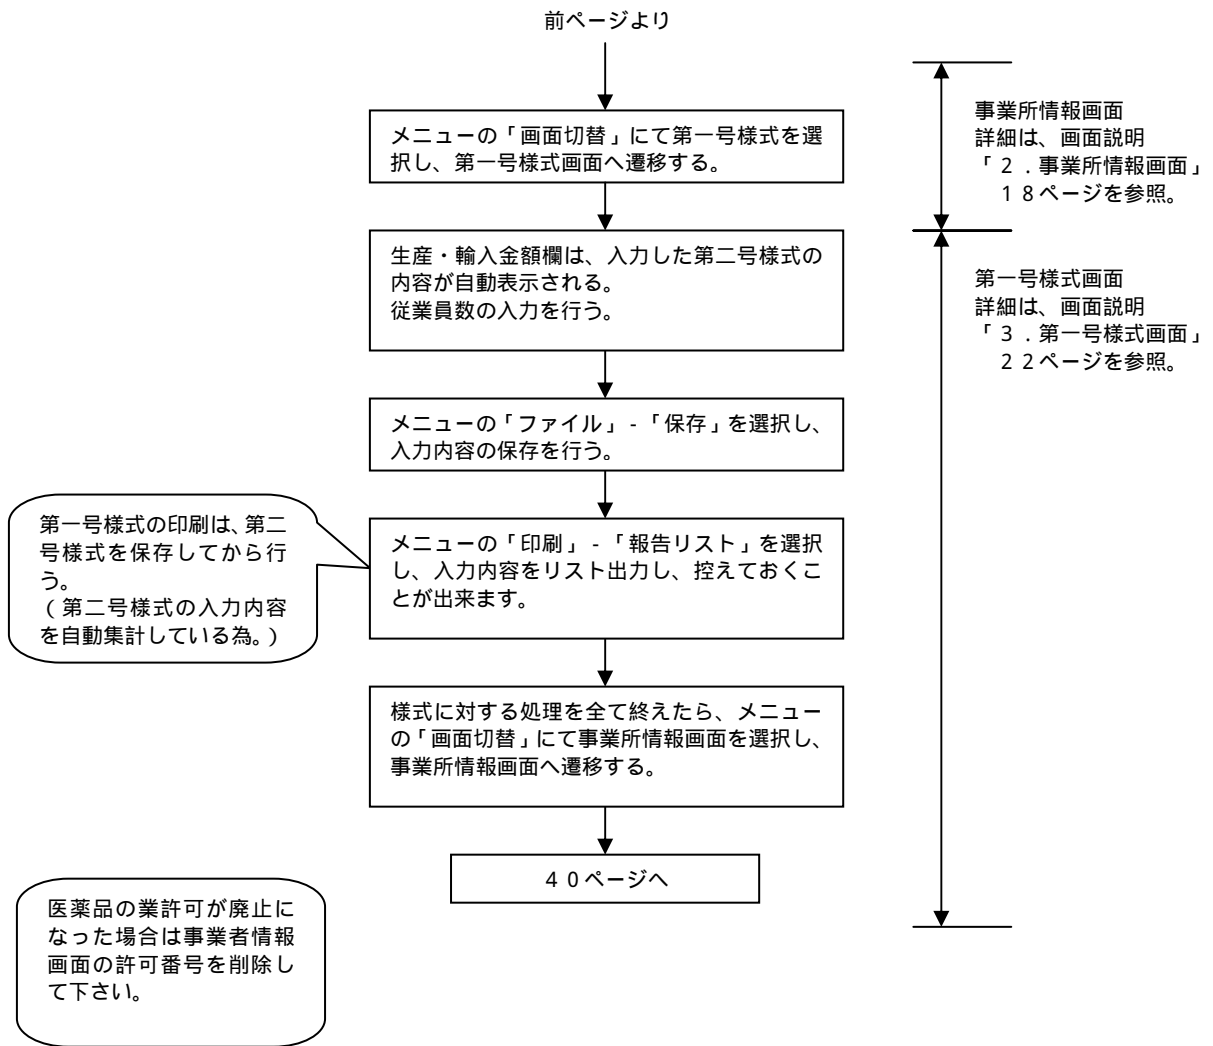 前ページより
メニューの「画面切替」にて第一号様式を選
択し、第一号様式画面へ遷移する。
事業所情報画面
詳細は、画面説明
「２．事業所情報画面」
１８ページを参照。
生産・輸入金額欄は、入力した第二号様式の
内容が自動表示される。
従業員数の入力を行う。
第一号様式画面
詳細は、画面説明
「３．第一号様式画面」
２２ページを参照。
メニューの「ファイル」-「保存」を選択し、
入力内容の保存を行う。
第一号様式の印刷は、第二
号様式を保存してから行
う。
（第二号様式の入力内容
を自動集計している為。）
メニューの「印刷」-「報告リスト」を選択
し、入力内容をリスト出力し、控えておくこ
とが出来ます。
様式に対する処理を全て終えたら、メニュー
の「画面切替」にて事業所情報画面を選択し、
事業所情報画面へ遷移する。
４０ページへ
医薬品の業許可が廃止に
なった場合は事業者情報
画面の許可番号を削除し
て下さい。